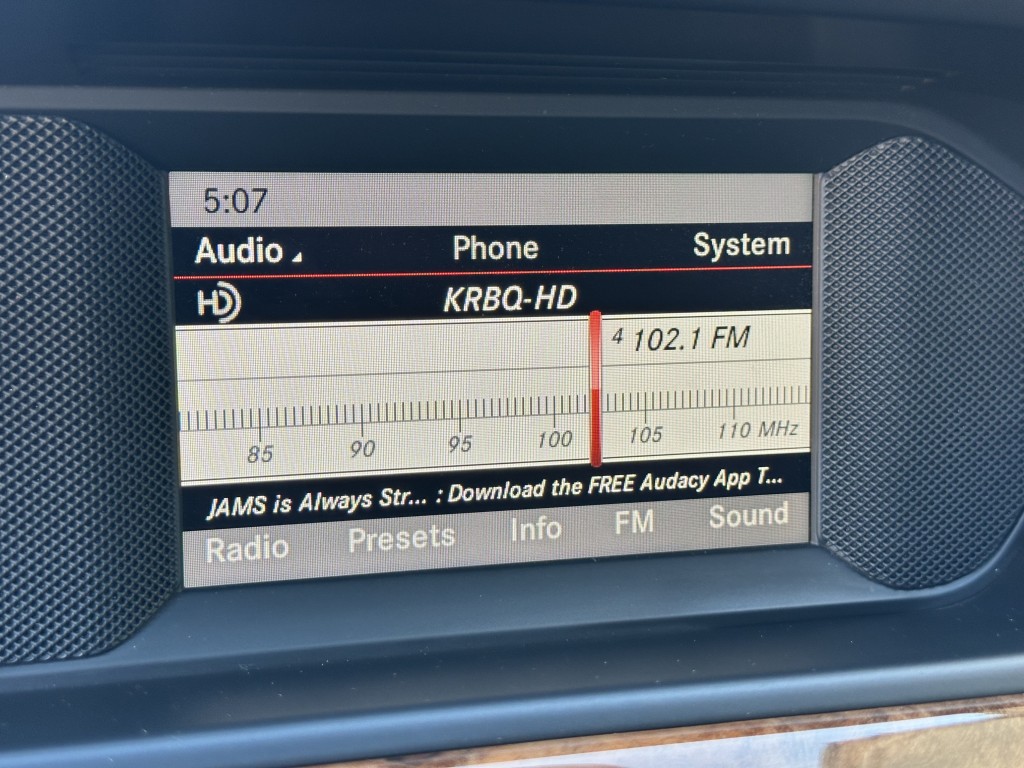 5:07
Audio Phone System
HD KRBQ-HD
4 102.1 FM
85 90 95 100 105 110 MHz
JAMS is Always Str... : Download the FREE Audacy App T...
Radio Presets Info FM Sound